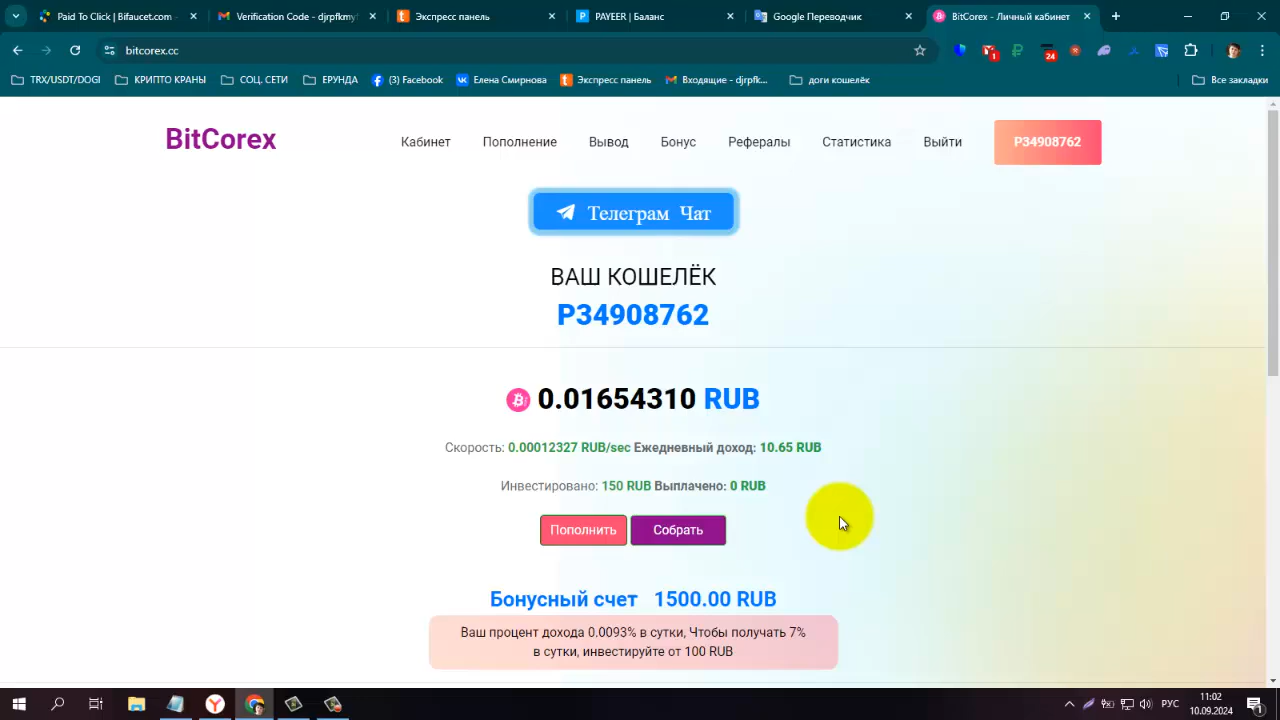 Paid To Click | Bifaucet.com -
Verification Code - djrpfkmy
Экспресс панель
PAYEER | Баланс
Google Переводчик
BitCorex - Личный кабинет
bitcorex.cc
1
24
TRX/USDT/DOGI
КРИПТО КРАНЫ
СОЦ. СЕТИ
ЕРУНДА
(3) Facebook
Елена Смирнова
Экспресс панель
Входящие - djrpfk...
доги кошелёк
Все закладки
BitCorex
Кабинет
Пополнение
Вывод
Бонус
Рефералы
Статистика
Выйти
P34908762
Телеграм Чат
ВАШ КОШЕЛЁК
P34908762
0.01654310 RUB
Скорость: 0.00012327 RUB/sec Ежедневный доход: 10.65 RUB
Инвестировано: 150 RUB Выплачено: 0 RUB
Пополнить
Собрать
Бонусный счет 1500.00 RUB
Ваш процент дохода 0.0093% в сутки, Чтобы получать 7%
в сутки, инвестируйте от 100 RUB
РУС
11:02
10.09.2024
1